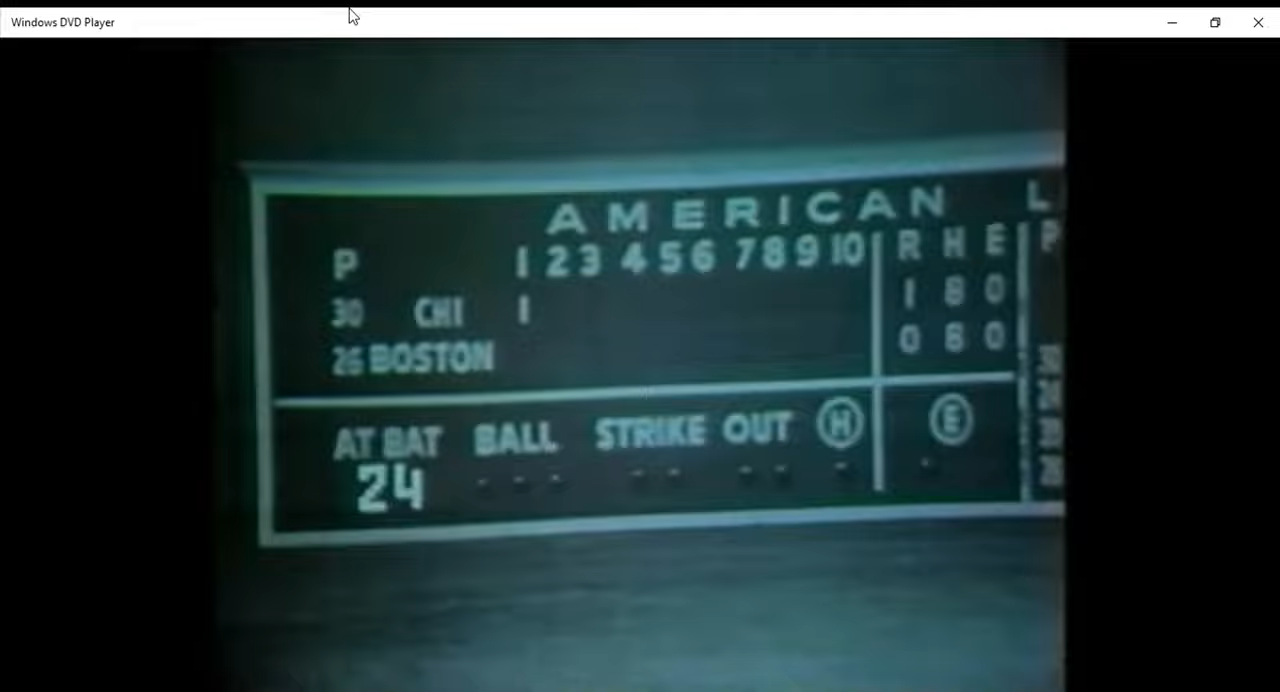 Windows DVD Player
AMERICAN L
P 1 2 3 4 5 6 7 8 9 10 R H E P
30 CHI 1 1 8 0
26 BOSTON 0 8 0
AT BAT BALL STRIKE OUT H E
24